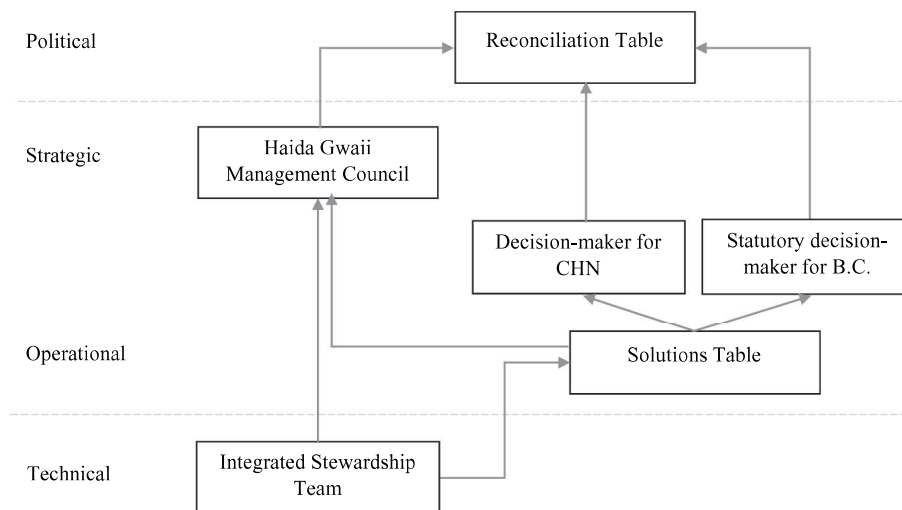 Political
Reconciliation Table
Strategic
Haida Gwaii
Management Council
Decision-maker for
CHN
Statutory decision-
maker for B.C.
Operational
Solutions Table
Technical
Integrated Stewardship
Team